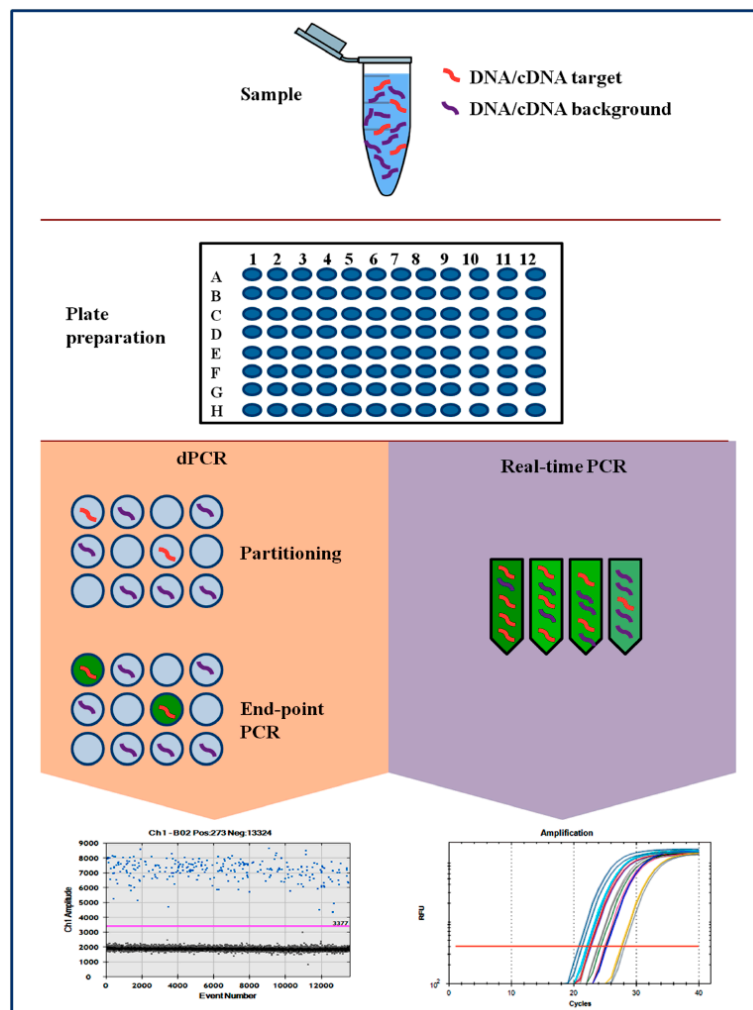 Sample
DNA/cDNA target
DNA/cDNA background
1 2 3 4 5 6 7 8 9 10 11 12
A
B
C
D
E
F
G
H
Plate
preparation
dPCR
Partitioning
End-point
PCR
Real-time PCR
Ch1 - B02 Pos:273 Neg:13324
9000
8000
7000
6000
5000
4000
3000
2000
1000
0
Ch1 Amplitude
3377
0 2000 4000 6000 8000 10000 12000
Event Number
Amplification
RFU
10²
0 10 20 30 40
Cycles